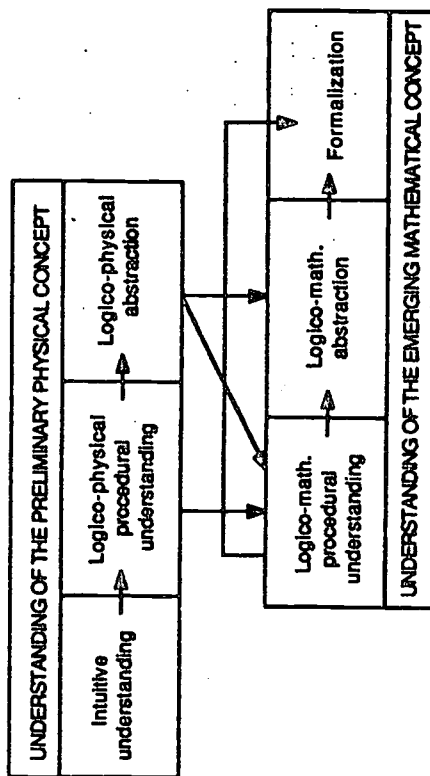 UNDERSTANDING OF THE PRELIMINARY PHYSICAL CONCEPT
Intuitive
understanding
Logico-physical
procedural
understanding
Logico-physical
abstraction
Logico-math.
procedural
understanding
Logico-math.
abstraction
Formalization
UNDERSTANDING OF THE EMERGING MATHEMATICAL CONCEPT